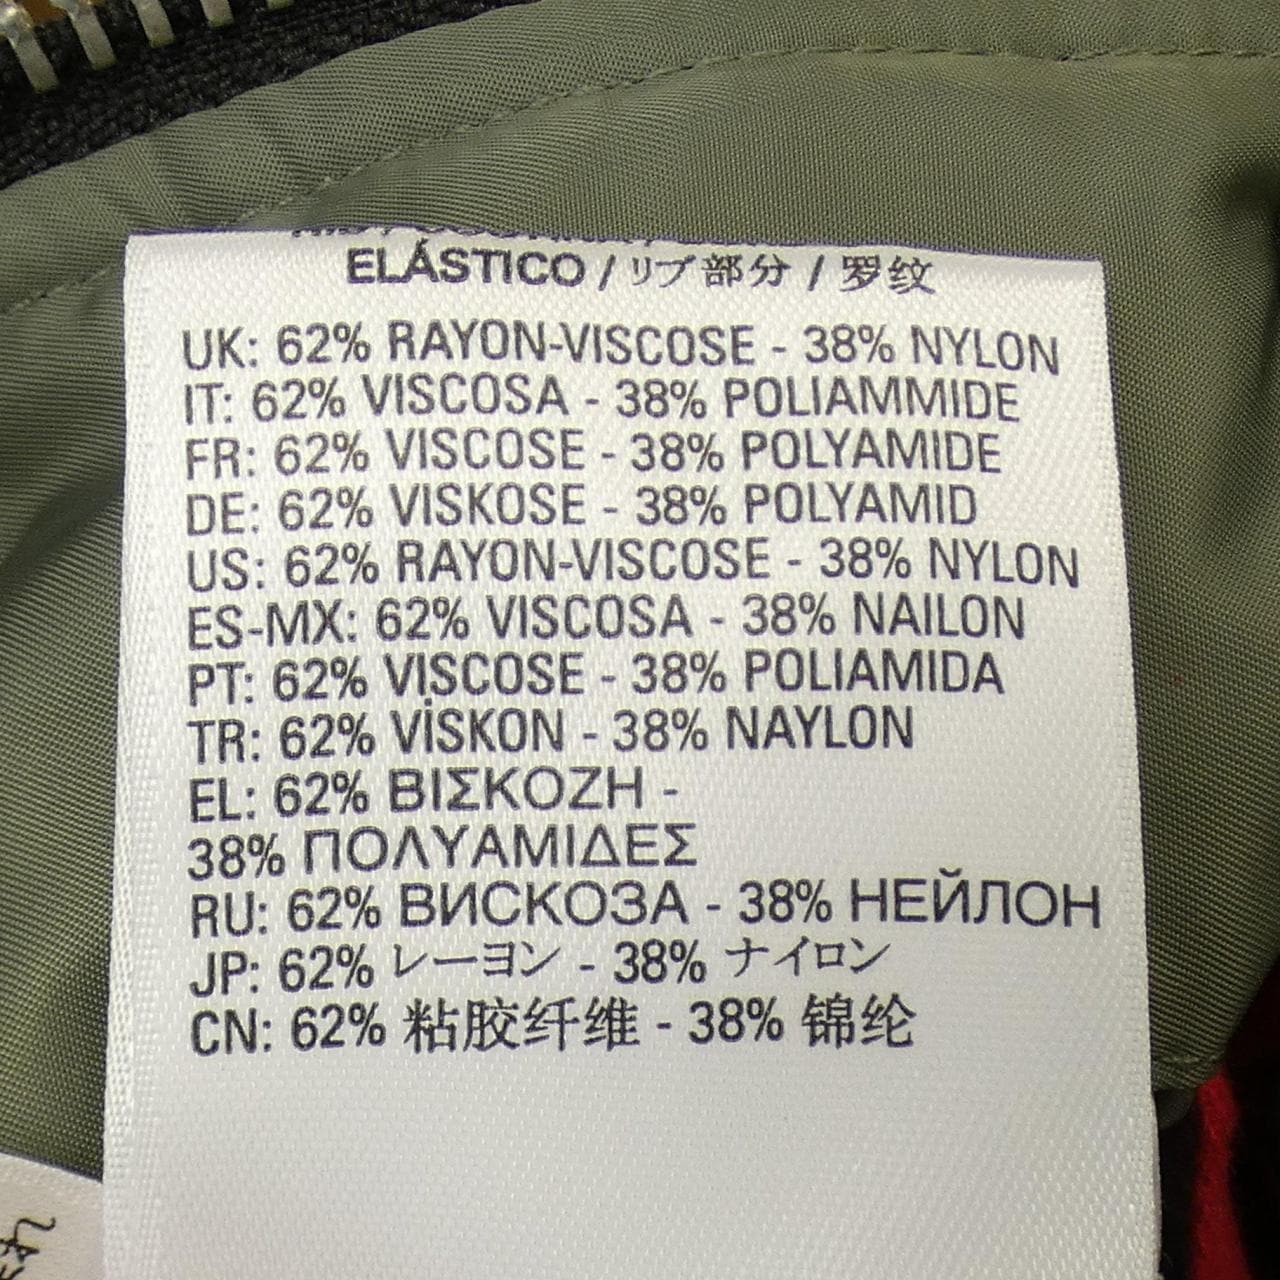 ELÁSTICO / リブ部分 / 罗纹
UK: 62% RAYON-VISCOSE - 38% NYLON
IT: 62% VISCOSA - 38% POLIAMMIDE
FR: 62% VISCOSE - 38% POLYAMIDE
DE: 62% VISKOSE - 38% POLYAMID
US: 62% RAYON-VISCOSE - 38% NYLON
ES-MX: 62% VISCOSA - 38% NAILON
PT: 62% VISCOSE - 38% POLIAMIDA
TR: 62% VİSKON - 38% NAYLON
EL: 62% ΒΙΣΚΟΖΗ -
38% ΠΟΛΥΑΜΙΔΕΣ
RU: 62% ВИСКОЗА - 38% НЕЙЛОН
JP: 62% レーヨン - 38% ナイロン
CN: 62% 粘胶纤维 - 38% 锦纶